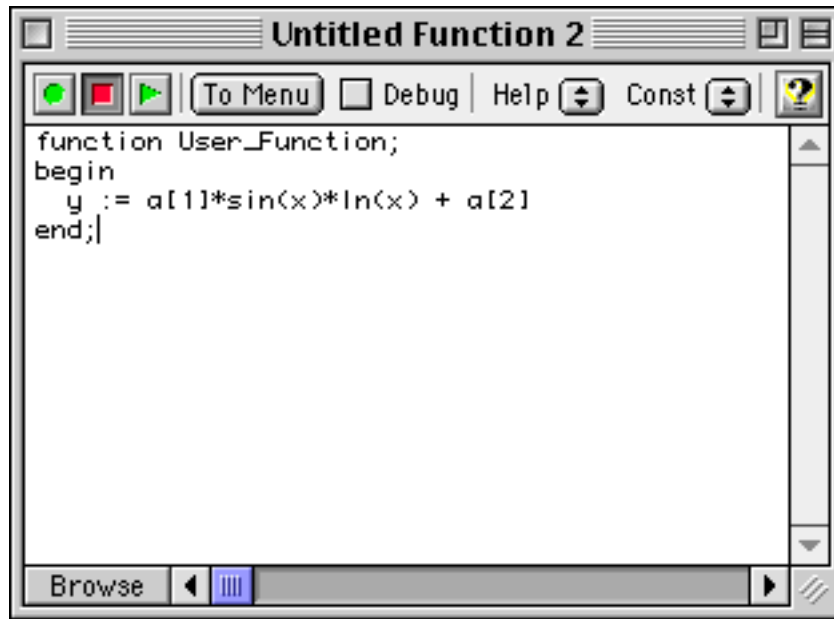 Untitled Function 2
To Menu Debug Help Const ?
function User_Function;
begin
  y := a[1]*sin(x)*ln(x) + a[2]
end;
Browse